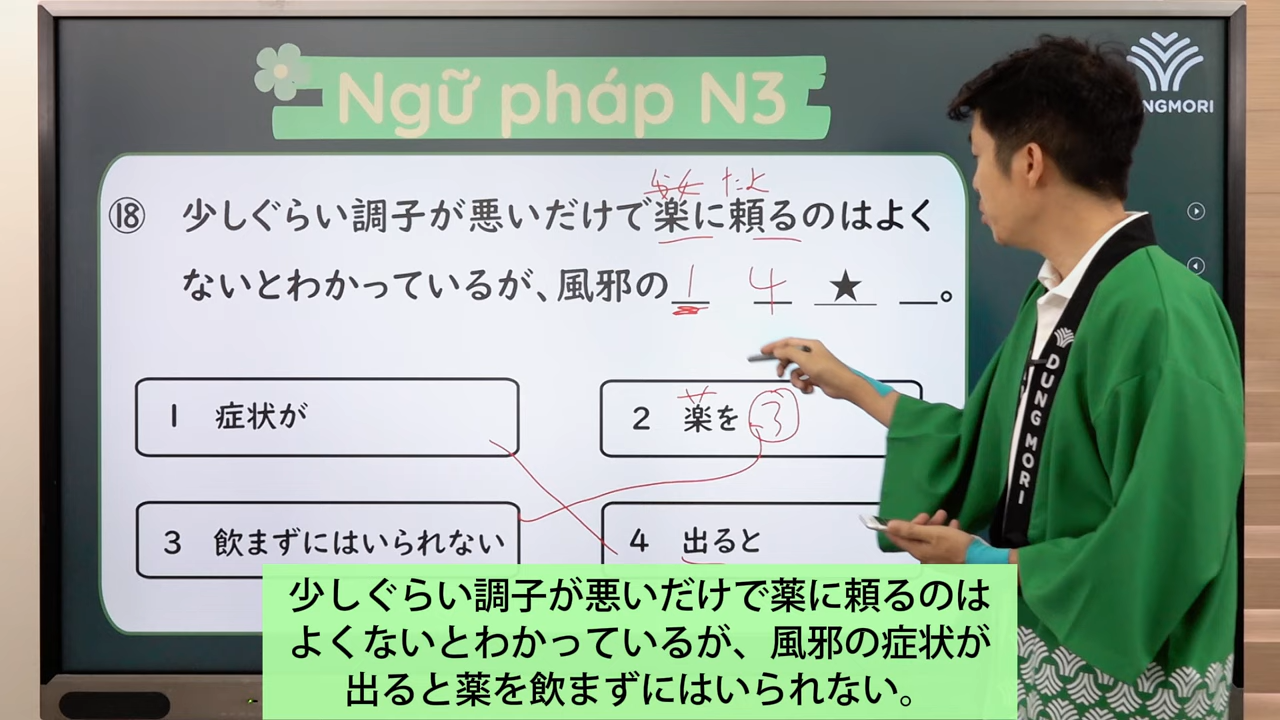 Ngữ pháp N3
NGMORI
たよ
⑱ 少しぐらい調子が悪いだけで楽に頼るのはよく
ないとわかっているが、風邪の 1 4 ★ __。
1 症状が
2 楽を ③
3 飲まずにはいられない
4 出ると
DUNG MORI
少しぐらい調子が悪いだけで薬に頼るのは
よくないとわかっているが、風邪の症状が
出ると薬を飲まずにはいられない。